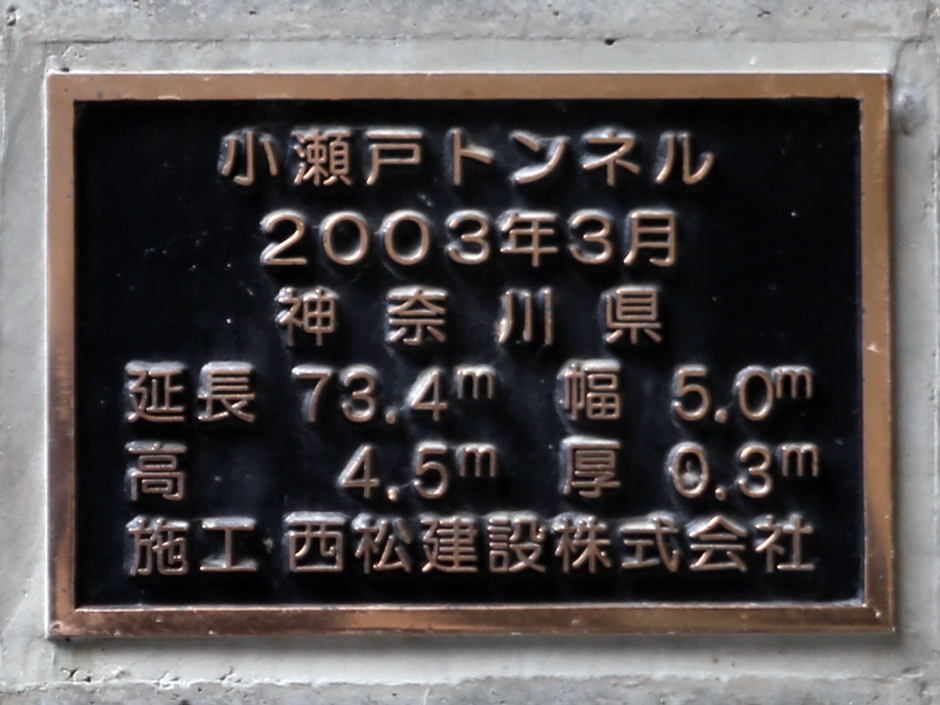 小瀬戸トンネル
2003年3月
神奈川県
延長 73.4m 幅 5.0m
高 4.5m 厚 0.3m
施工 西松建設株式会社